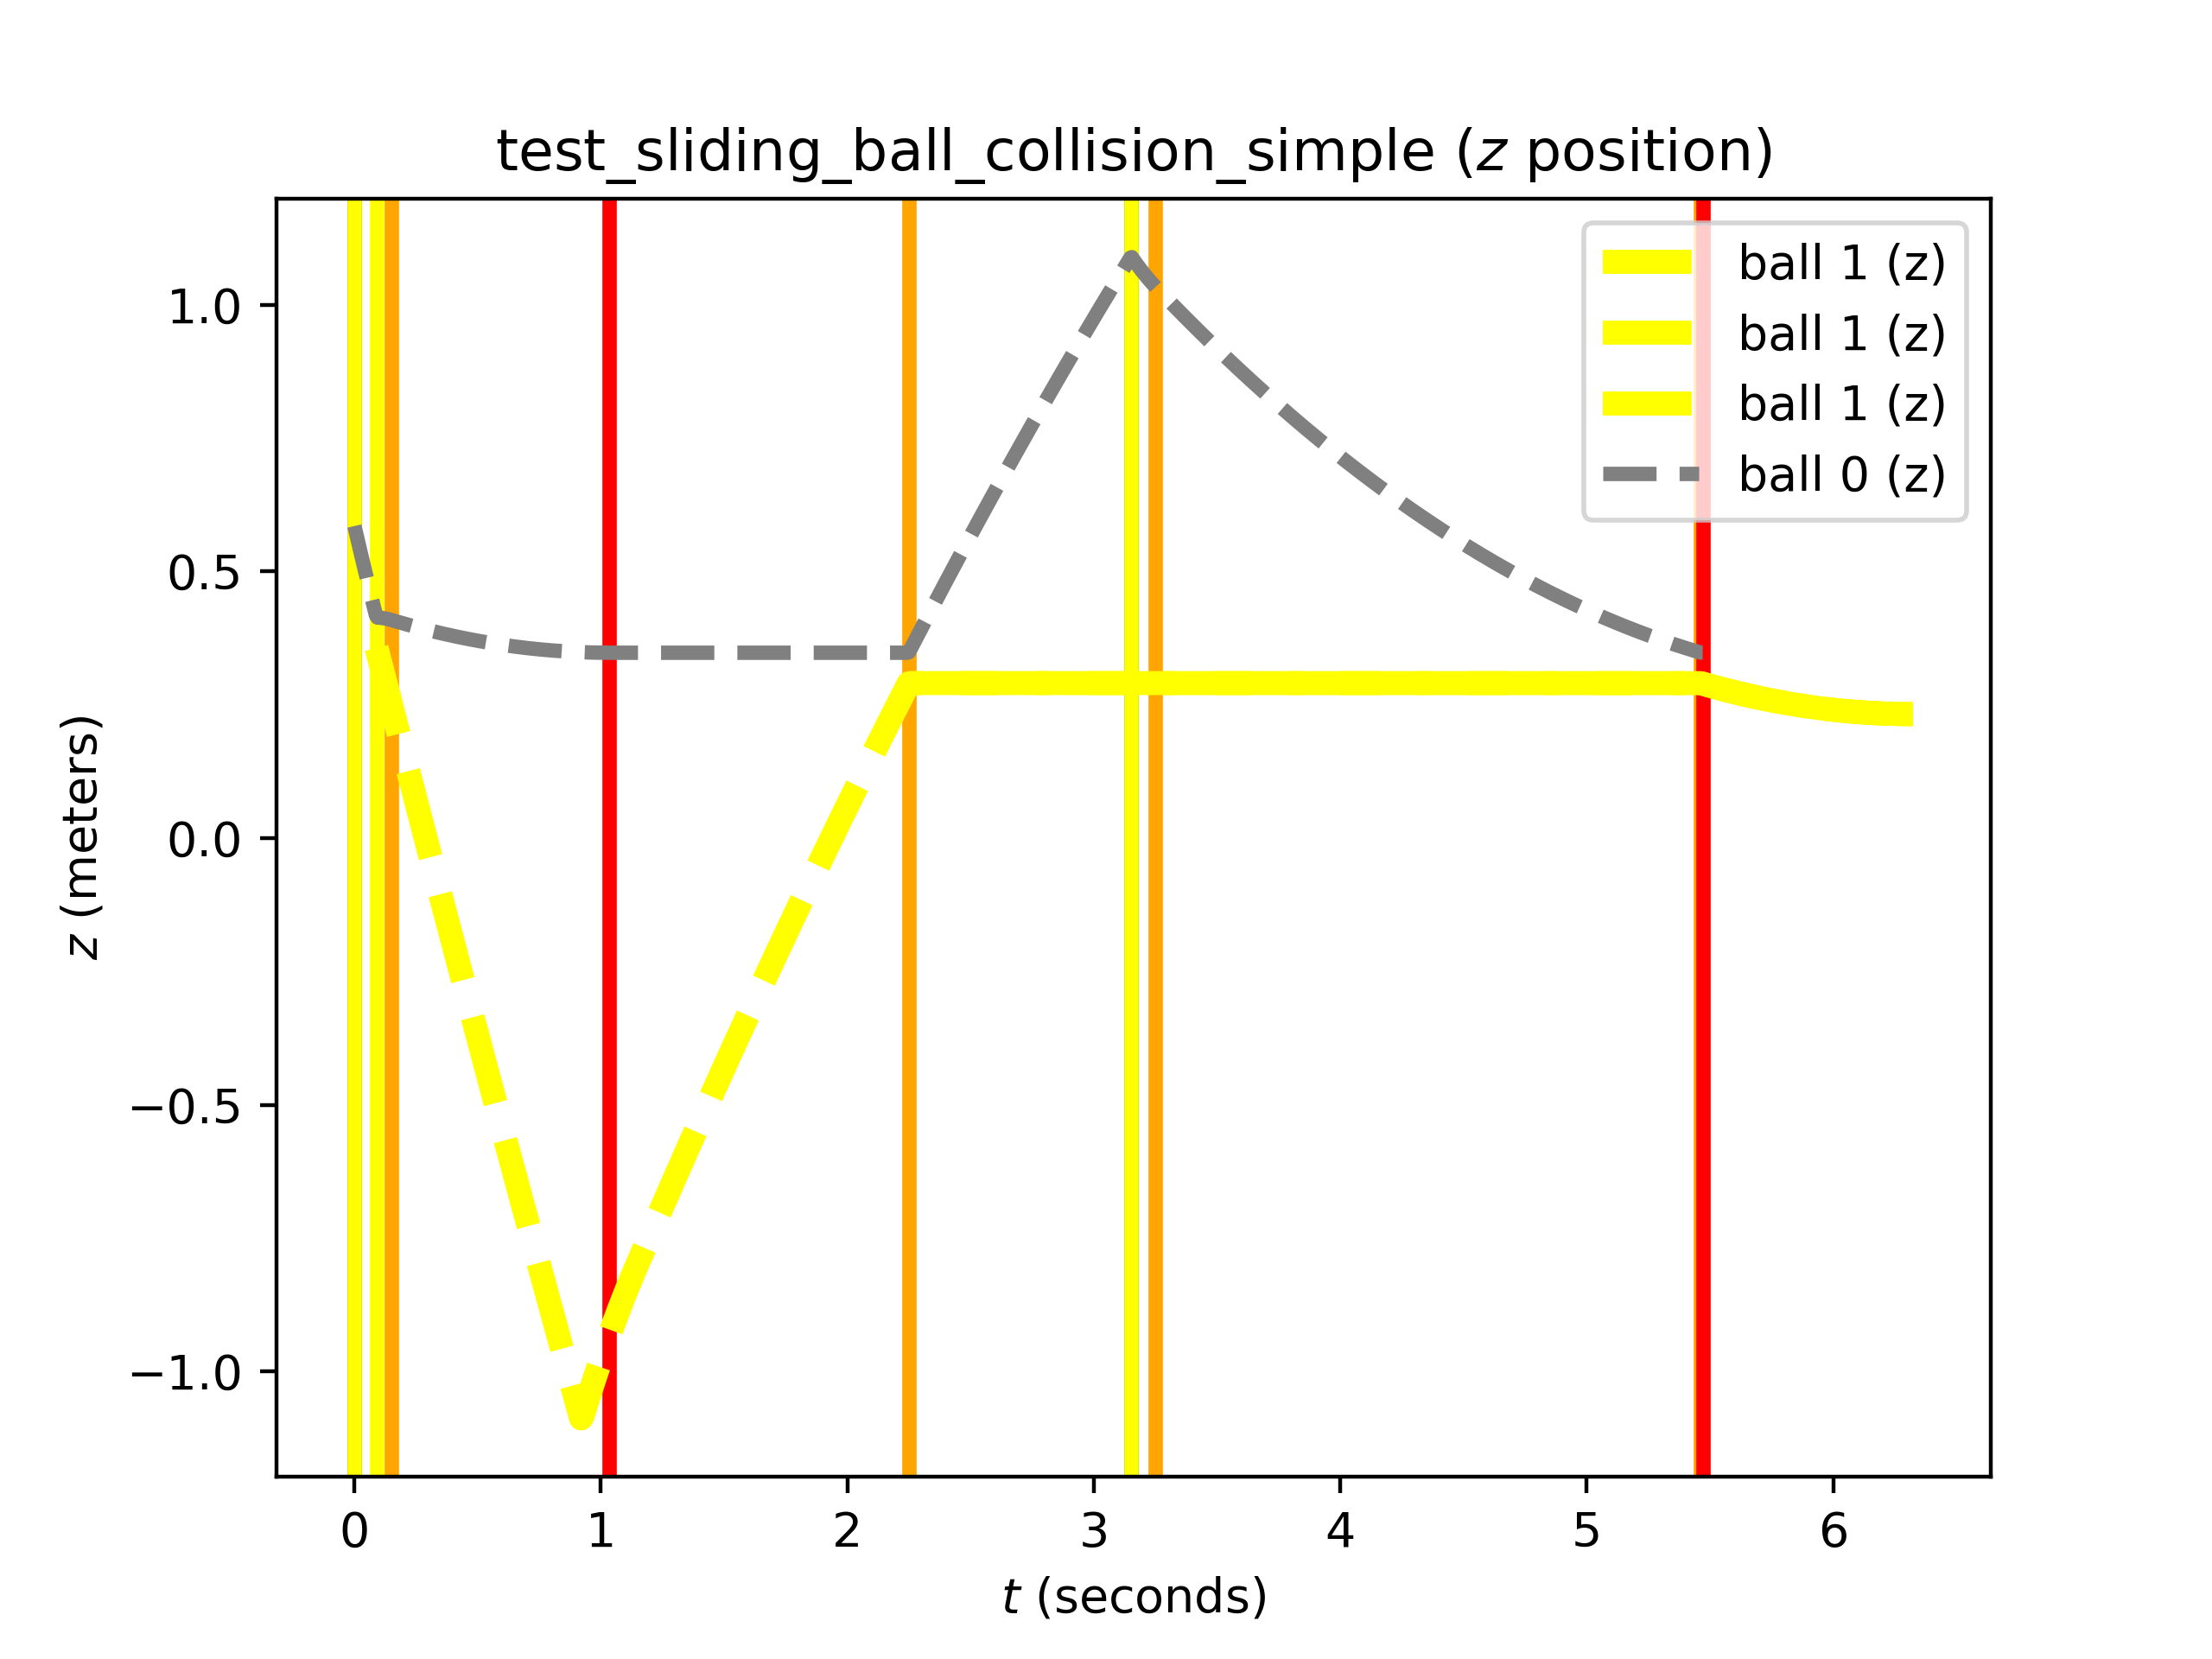 test_sliding_ball_collision_simple (z position)
ball 1 (z)
ball 1 (z)
ball 1 (z)
ball 0 (z)
1.0
0.5
0.0
−0.5
−1.0
z (meters)
0 1 2 3 4 5 6
t (seconds)